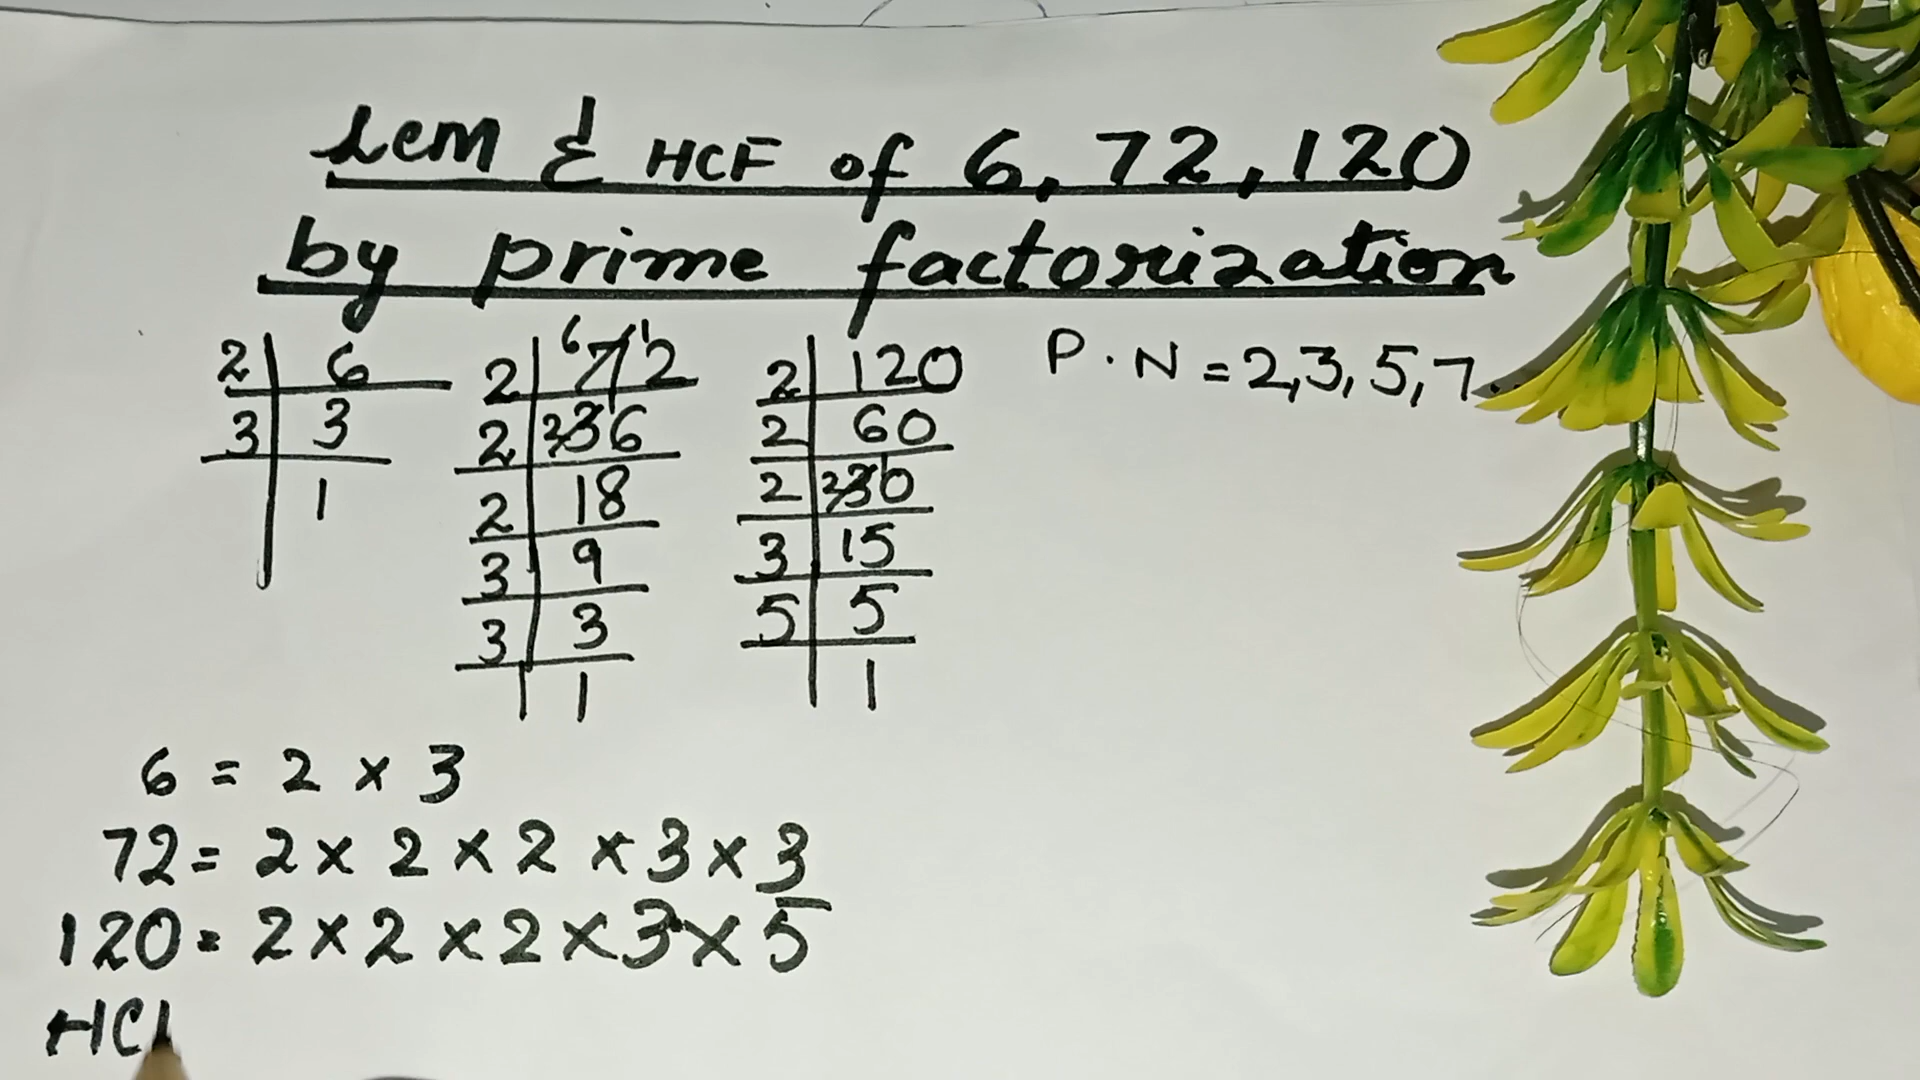 LCM & HCF of 6, 72, 120
by prime factorization
P.N = 2,3,5,7..
2 | 6
3 | 3
1
2 | 72
2 | 36
2 | 18
3 | 9
3 | 3
1
2 | 120
2 | 60
2 | 30
3 | 15
5 | 5
1
6 = 2 × 3
72 = 2 × 2 × 2 × 3 × 3
120 = 2 × 2 × 2 × 3 × 5
HC